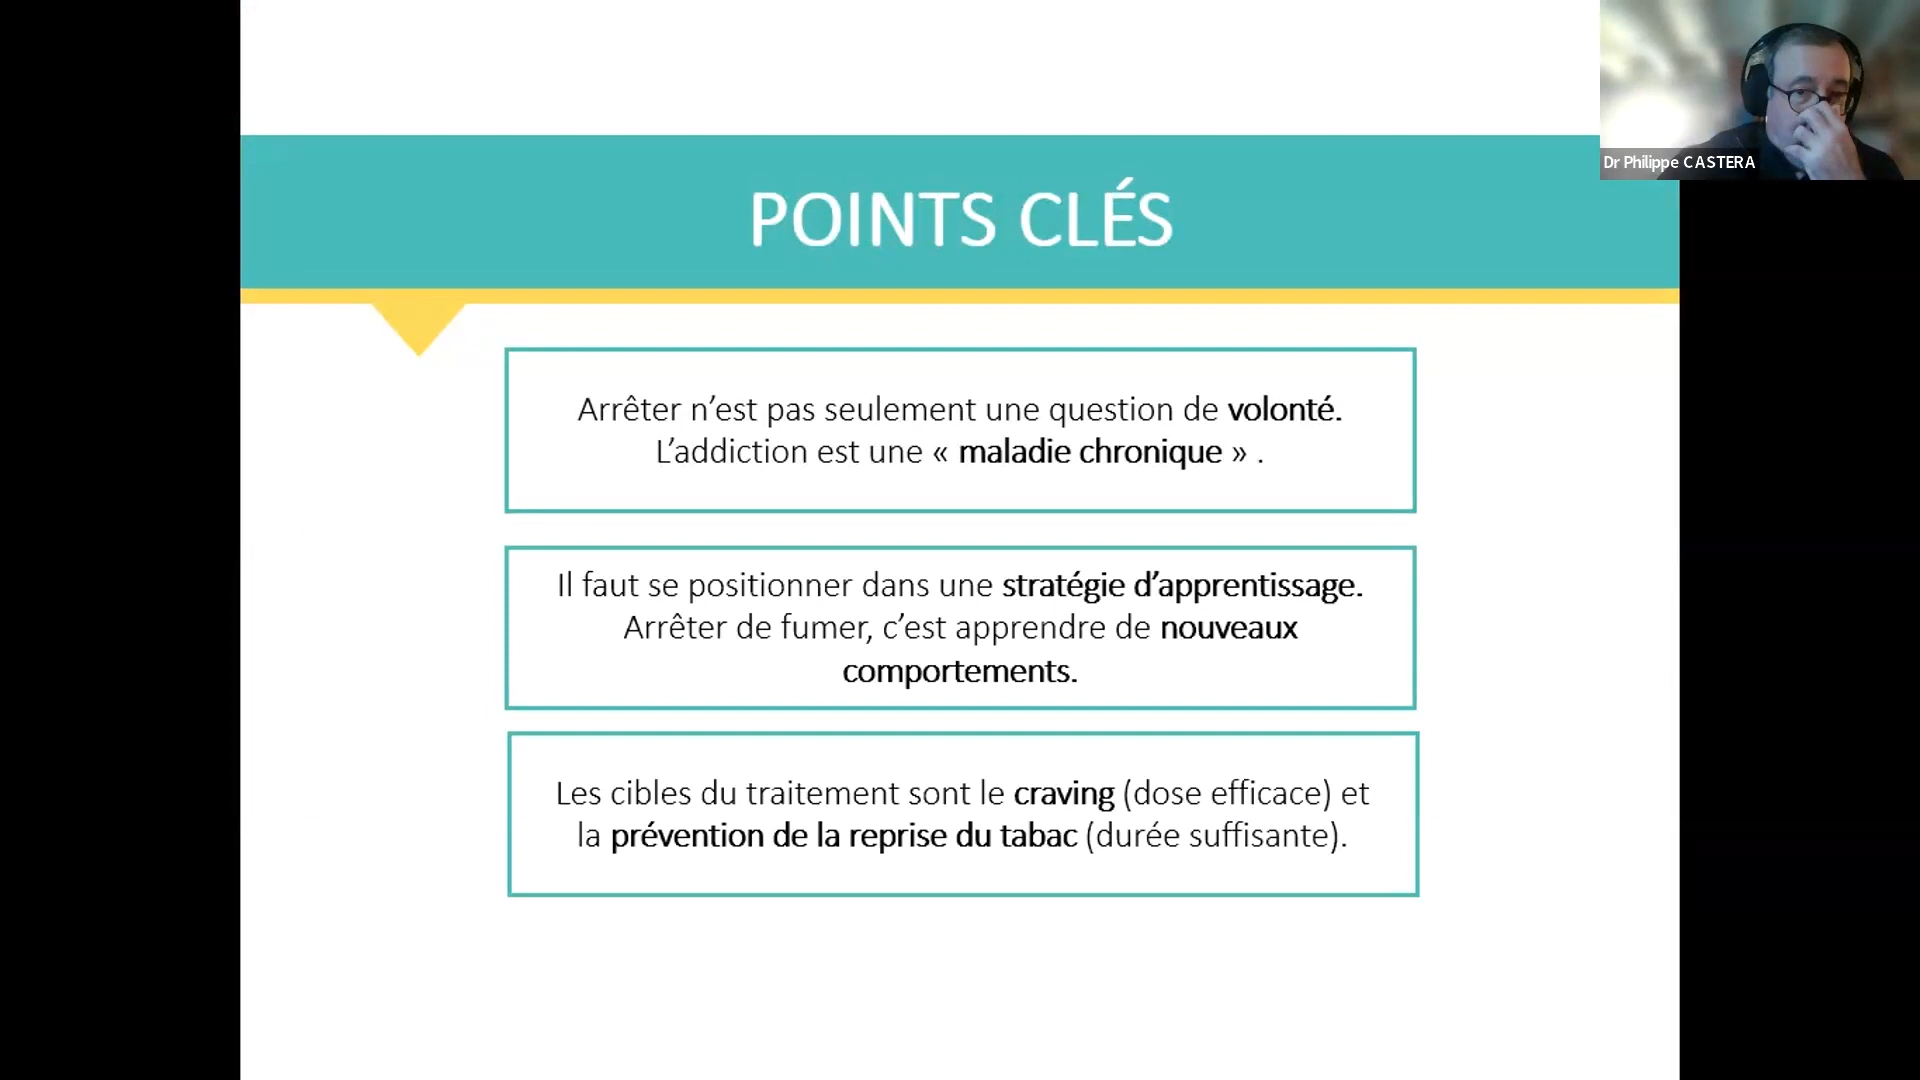 Dr Philippe CASTERA
POINTS CLÉS
Arrêter n’est pas seulement une question de volonté.
L’addiction est une « maladie chronique » .
Il faut se positionner dans une stratégie d’apprentissage.
Arrêter de fumer, c’est apprendre de nouveaux
comportements.
Les cibles du traitement sont le craving (dose efficace) et
la prévention de la reprise du tabac (durée suffisante).